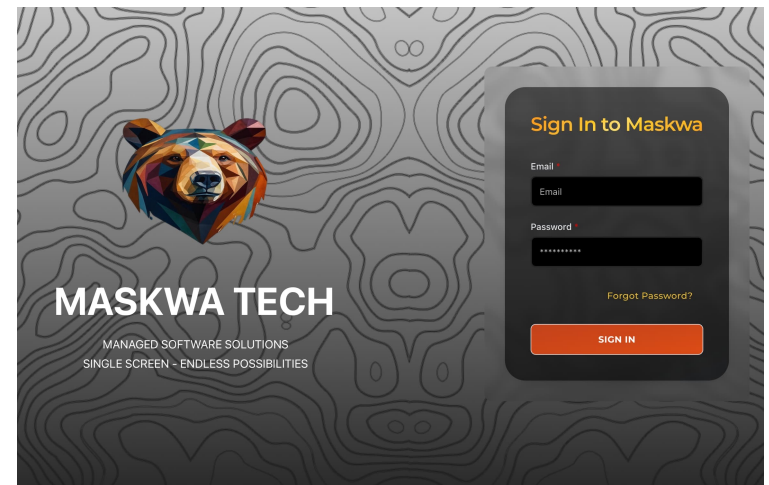 MASKWA TECH
MANAGED SOFTWARE SOLUTIONS
SINGLE SCREEN - ENDLESS POSSIBILITIES
Sign In to Maskwa
Email *
Email
Password *
**********
Forgot Password?
SIGN IN